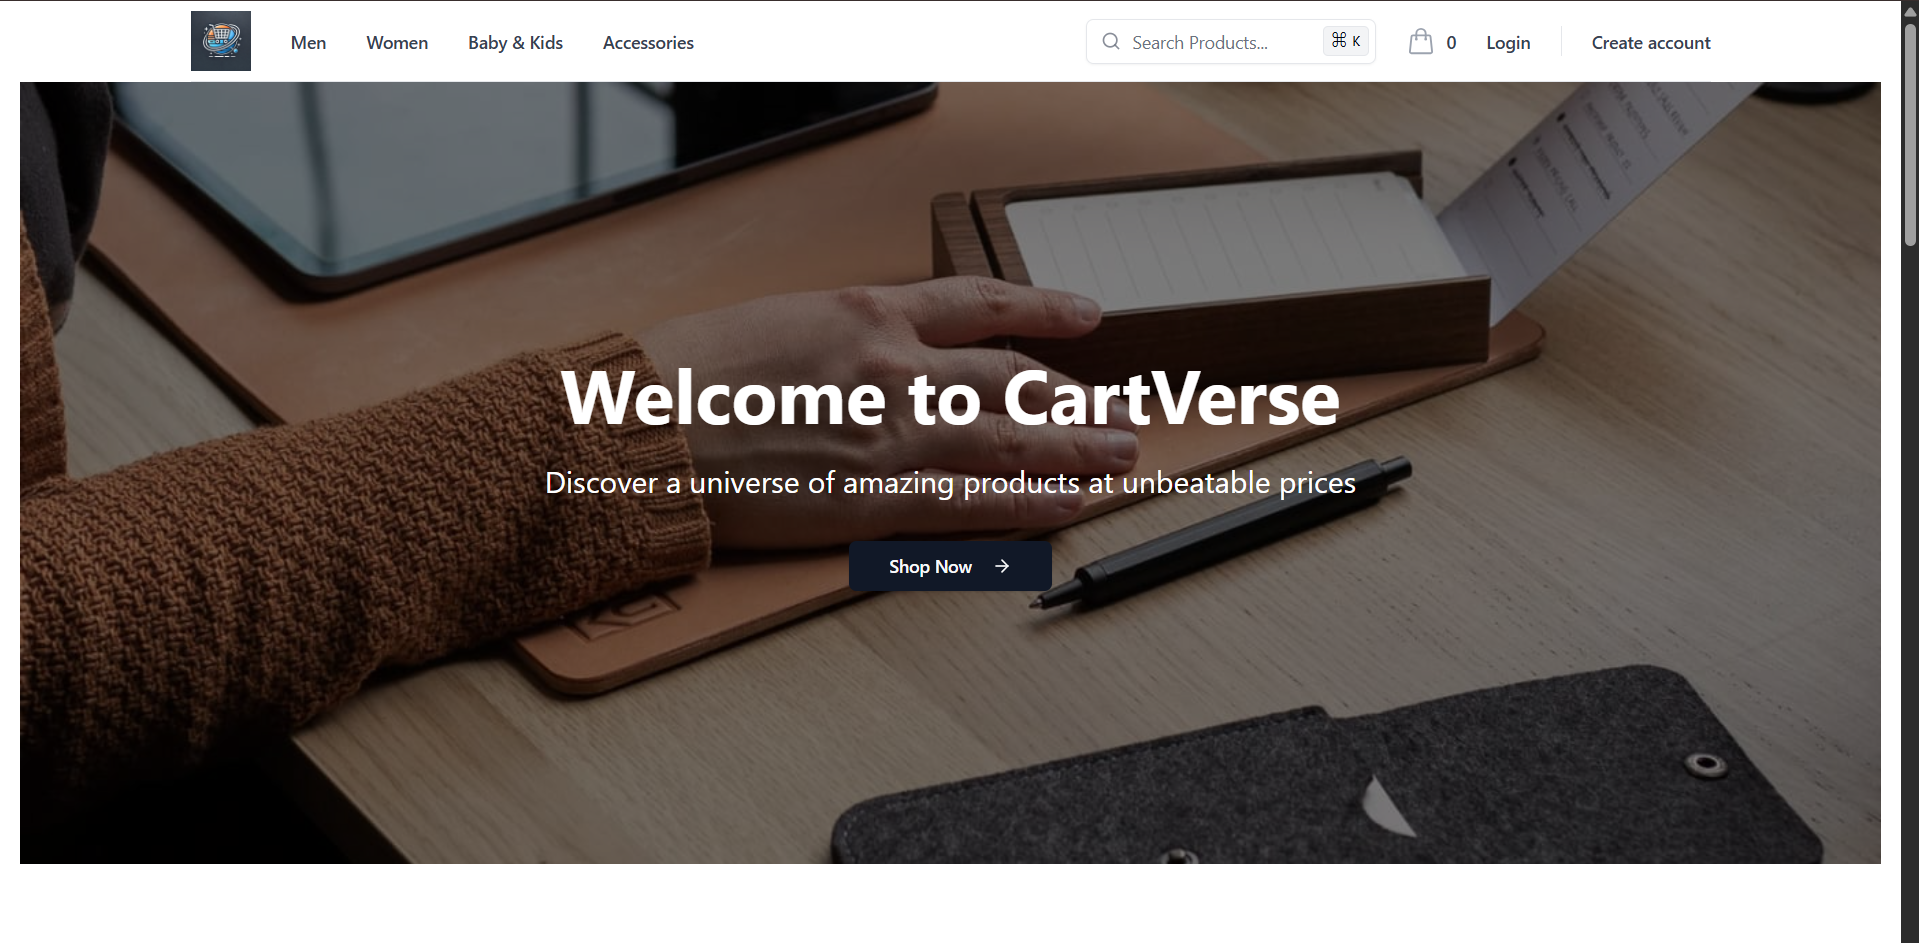 Men
Women
Baby & Kids
Accessories
Search Products...
⌘ K
0
Login
Create account
Welcome to CartVerse
Discover a universe of amazing products at unbeatable prices
Shop Now →